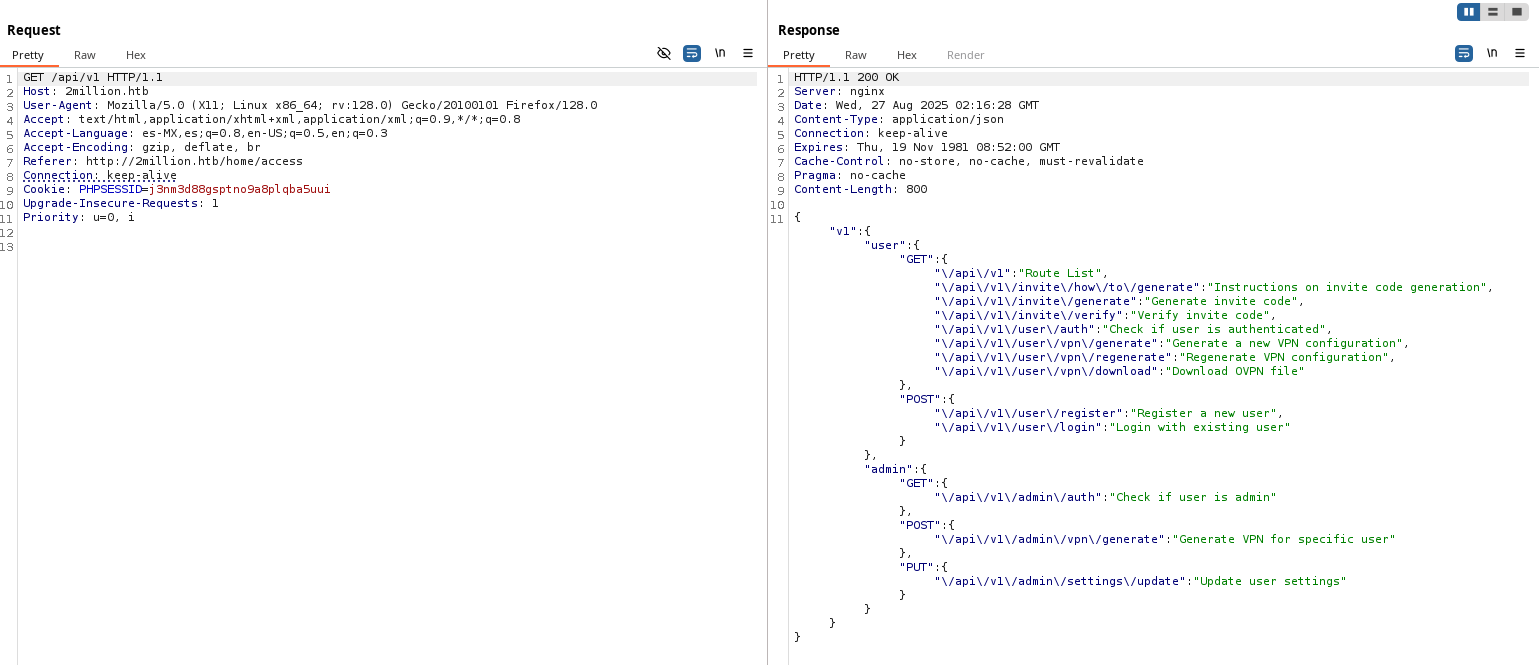 Request
Pretty Raw Hex
\n
1 GET /api/v1 HTTP/1.1
2 Host: 2million.htb
3 User-Agent: Mozilla/5.0 (X11; Linux x86_64; rv:128.0) Gecko/20100101 Firefox/128.0
4 Accept: text/html,application/xhtml+xml,application/xml;q=0.9,*/*;q=0.8
5 Accept-Language: es-MX,es;q=0.8,en-US;q=0.5,en;q=0.3
6 Accept-Encoding: gzip, deflate, br
7 Referer: http://2million.htb/home/access
8 Connection: keep-alive
9 Cookie: PHPSESSID=j3nm3d88gsptno9a8plqba5uui
10 Upgrade-Insecure-Requests: 1
11 Priority: u=0, i
12
13
Response
Pretty Raw Hex Render
\n
1 HTTP/1.1 200 OK
2 Server: nginx
3 Date: Wed, 27 Aug 2025 02:16:28 GMT
4 Content-Type: application/json
5 Connection: keep-alive
6 Expires: Thu, 19 Nov 1981 08:52:00 GMT
7 Cache-Control: no-store, no-cache, must-revalidate
8 Pragma: no-cache
9 Content-Length: 800
10
11 {
"v1":{
"user":{
"GET":{
"\/api\/v1":"Route List",
"\/api\/v1\/invite\/how\/to\/generate":"Instructions on invite code generation",
"\/api\/v1\/invite\/generate":"Generate invite code",
"\/api\/v1\/invite\/verify":"Verify invite code",
"\/api\/v1\/user\/auth":"Check if user is authenticated",
"\/api\/v1\/user\/vpn\/generate":"Generate a new VPN configuration",
"\/api\/v1\/user\/vpn\/regenerate":"Regenerate VPN configuration",
"\/api\/v1\/user\/vpn\/download":"Download OVPN file"
},
"POST":{
"\/api\/v1\/user\/register":"Register a new user",
"\/api\/v1\/user\/login":"Login with existing user"
}
},
"admin":{
"GET":{
"\/api\/v1\/admin\/auth":"Check if user is admin"
},
"POST":{
"\/api\/v1\/admin\/vpn\/generate":"Generate VPN for specific user"
},
"PUT":{
"\/api\/v1\/admin\/settings\/update":"Update user settings"
}
}
}
}